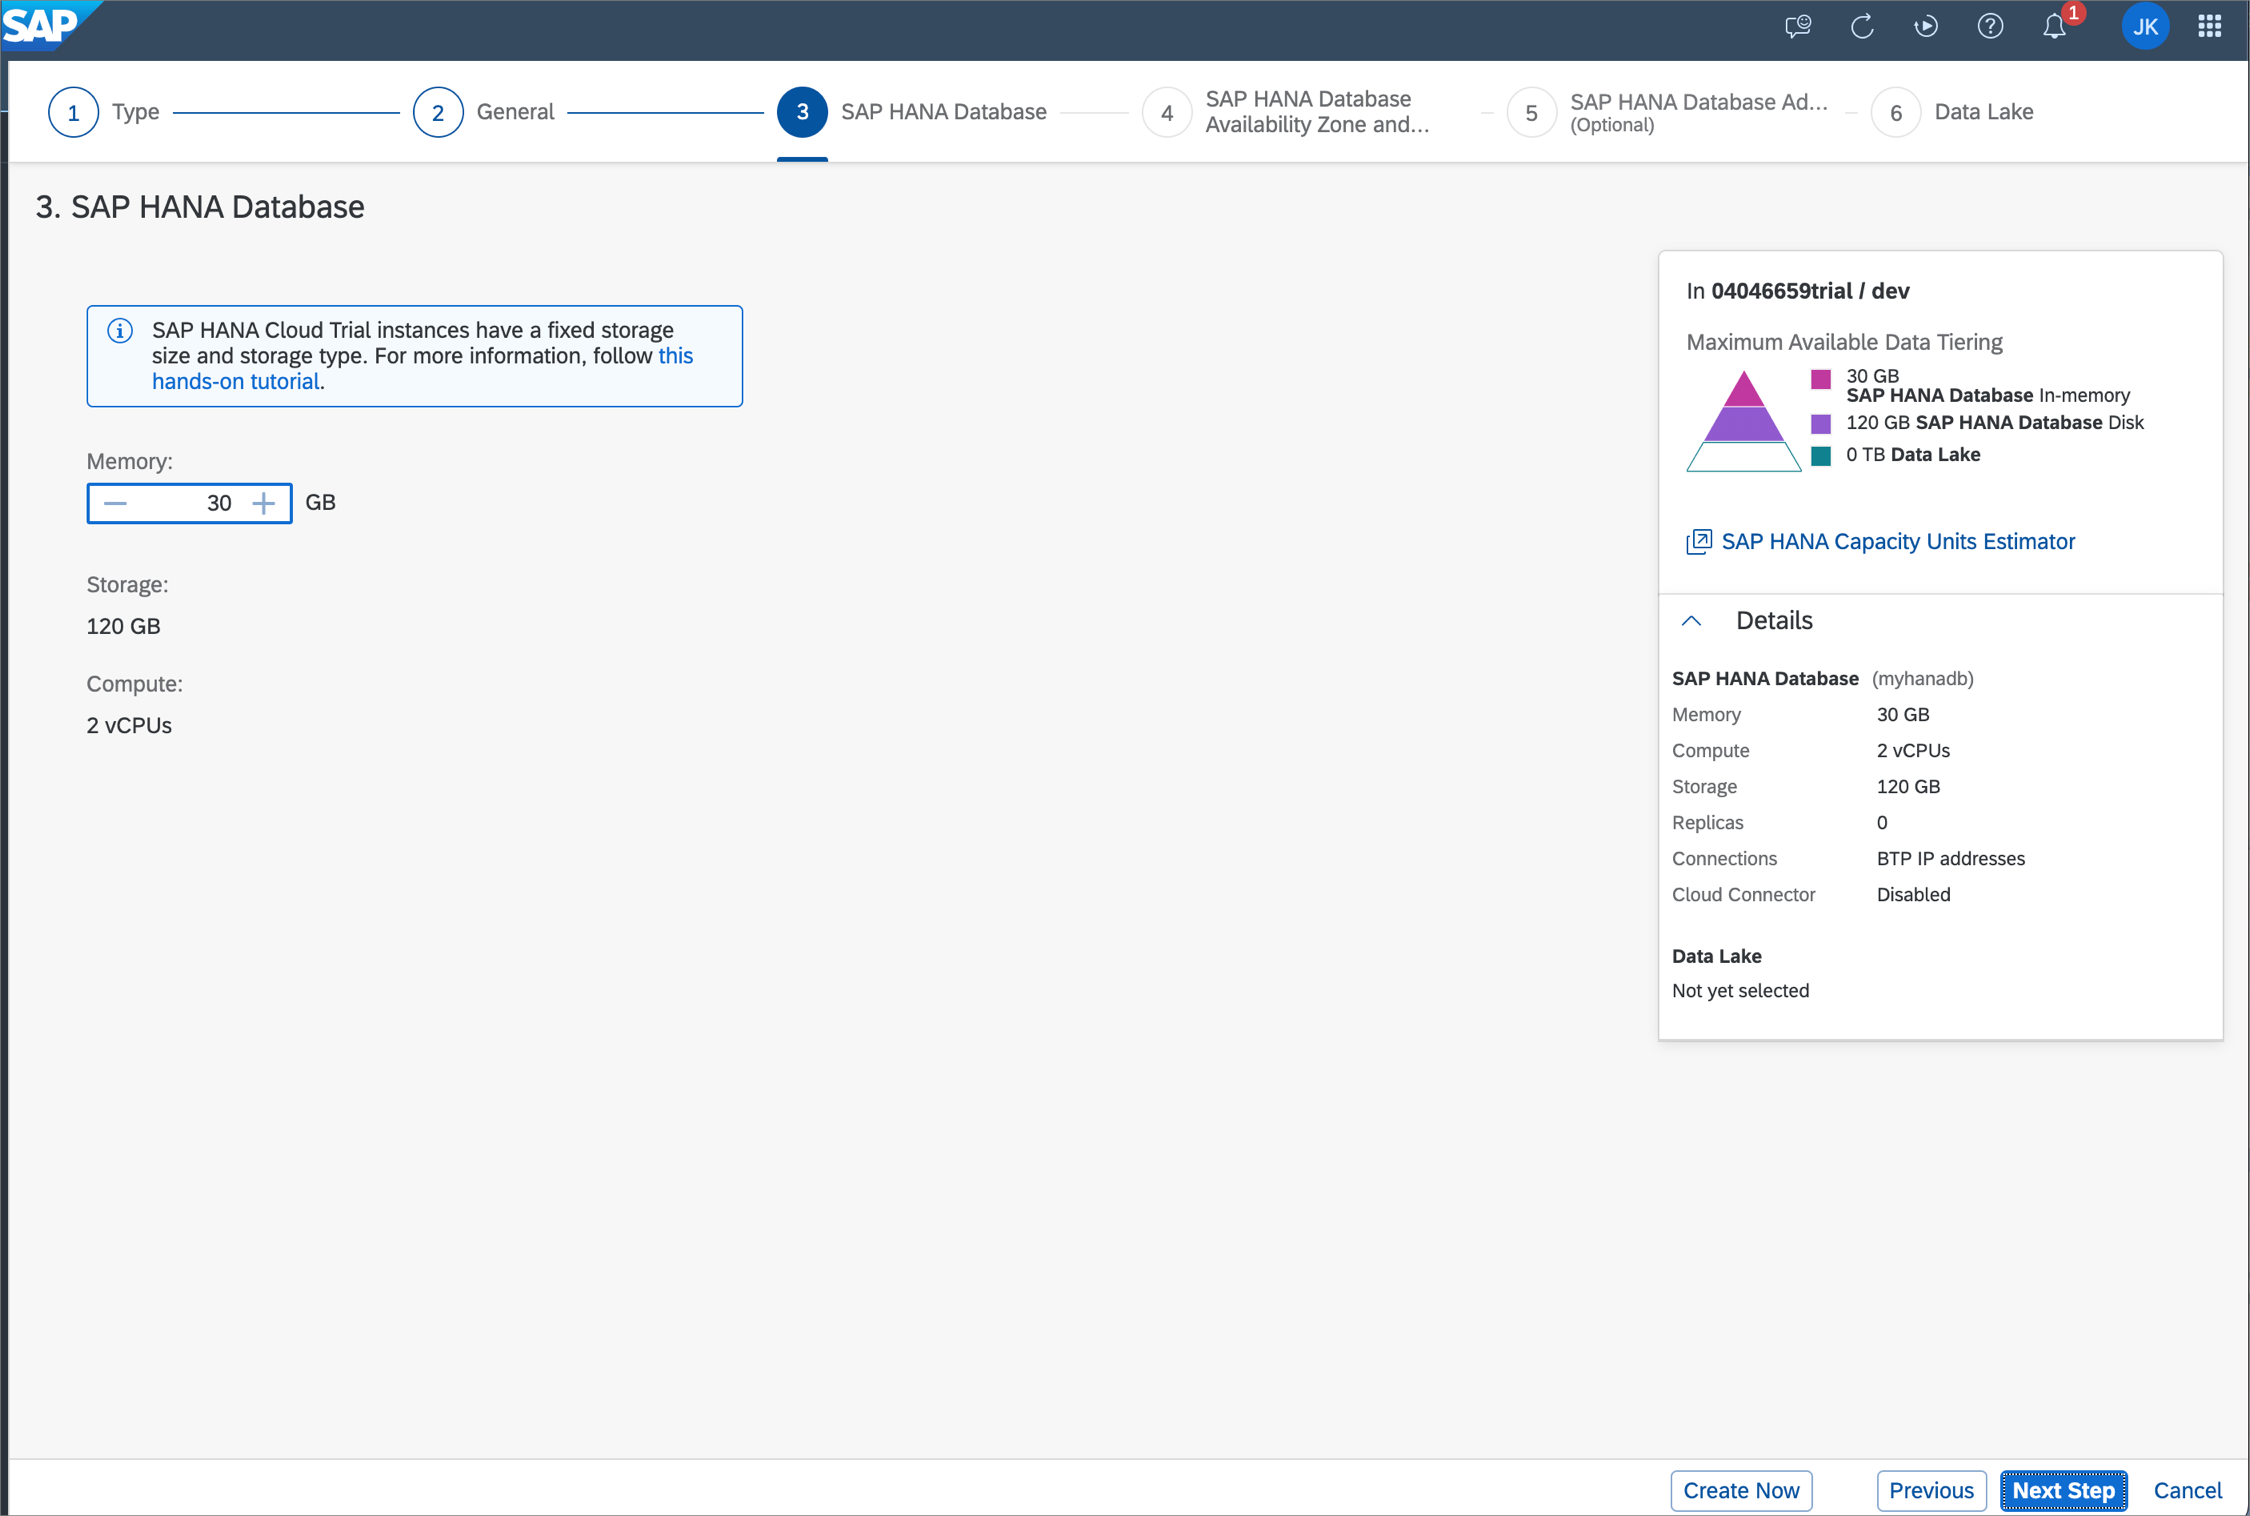 SAP
1
JK
1 Type
2 General
3 SAP HANA Database
4 SAP HANA Database
Availability Zone and...
5 SAP HANA Database Ad...
(Optional)
6 Data Lake
3. SAP HANA Database
SAP HANA Cloud Trial instances have a fixed storage
size and storage type. For more information, follow this
hands-on tutorial.
Memory:
30 GB
Storage:
120 GB
Compute:
2 vCPUs
In 04046659trial / dev
Maximum Available Data Tiering
30 GB
SAP HANA Database In-memory
120 GB SAP HANA Database Disk
0 TB Data Lake
SAP HANA Capacity Units Estimator
Details
SAP HANA Database (myhanadb)
Memory 30 GB
Compute 2 vCPUs
Storage 120 GB
Replicas 0
Connections BTP IP addresses
Cloud Connector Disabled
Data Lake
Not yet selected
Create Now Previous Next Step Cancel